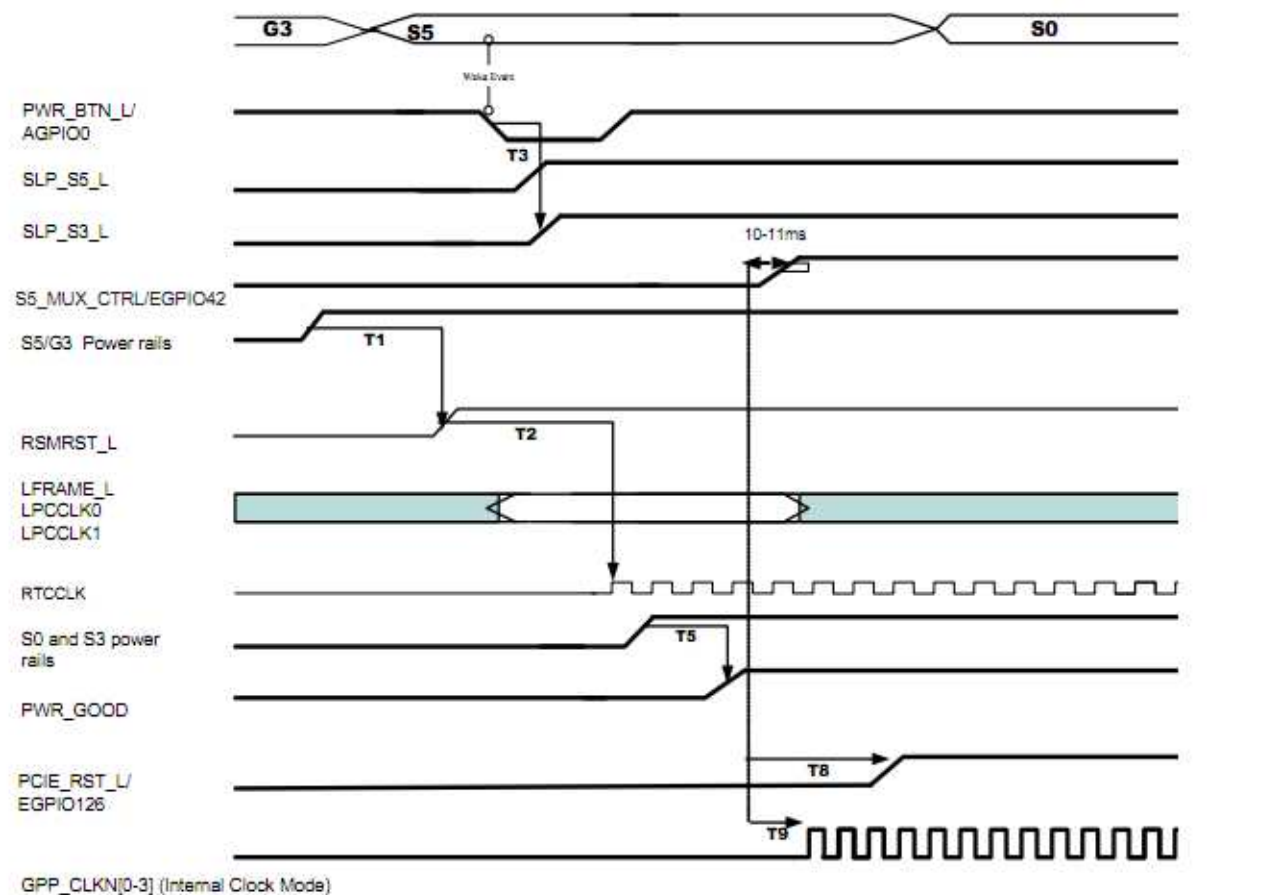 G3
S5
S0
Wake Event
PWR_BTN_L/
AGPIO0
T3
SLP_S5_L
SLP_S3_L
10-11ms
S5_MUX_CTRL/EGPIO42
S5/G3 Power rails
T1
RSMRST_L
T2
LFRAME_L
LPCCLK0
LPCCLK1
RTCCLK
S0 and S3 power
rails
T5
PWR_GOOD
PCIE_RST_L/
EGPIO126
T8
T9
GPP_CLKN[0-3] (Internal Clock Mode)